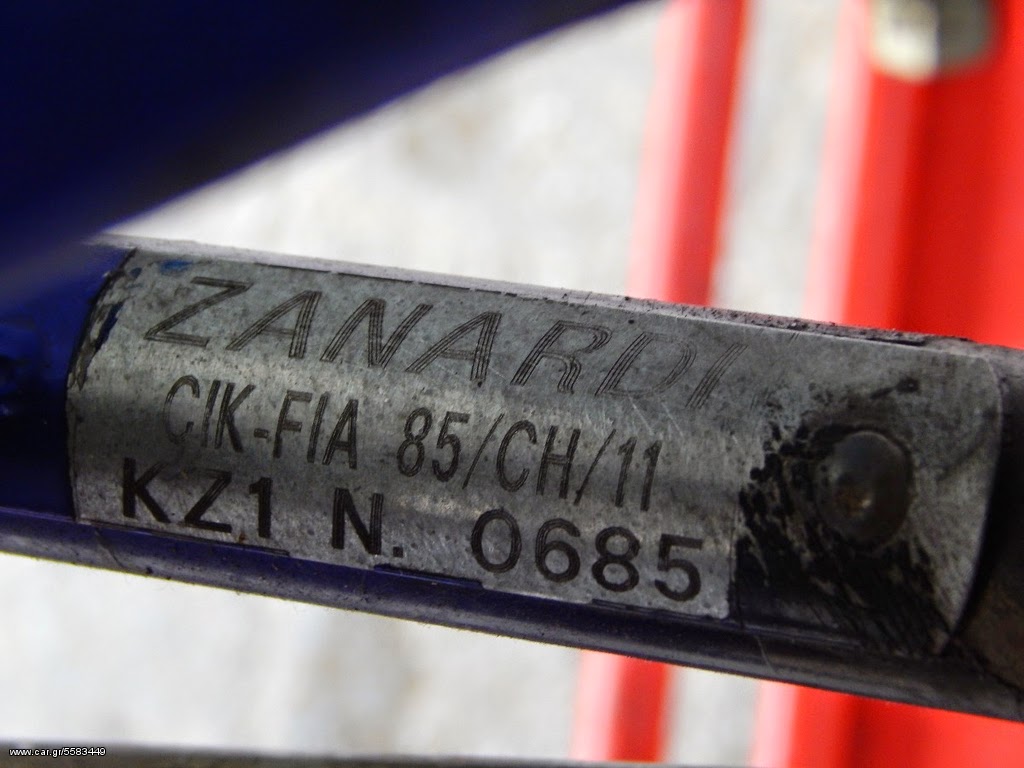 ZANARDI
CIK-FIA 85/CH/11
KZ1 N. 0685
www.car.gr/5583449